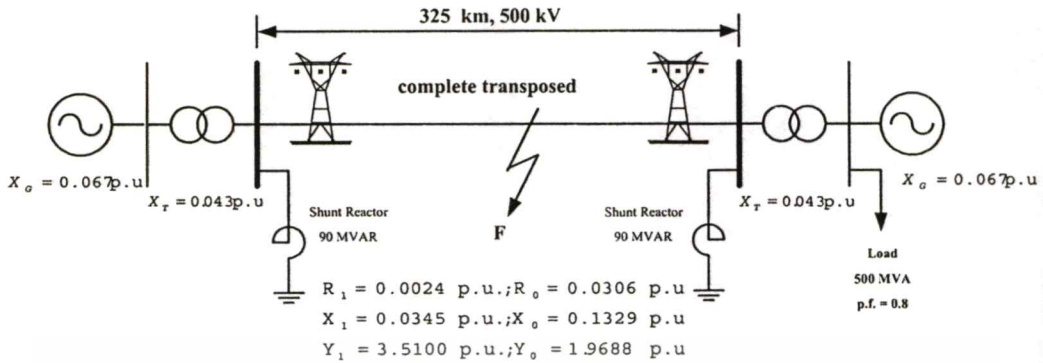 325 km, 500 kV
complete transposed
X_G = 0.067p.u
X_T = 0.043p.u
Shunt Reactor
90 MVAR
F
Shunt Reactor
90 MVAR
X_T = 0.043p.u
X_G = 0.067p.u
Load
500 MVA
p.f. = 0.8
R_1 = 0.0024 p.u.;R_0 = 0.0306 p.u
X_1 = 0.0345 p.u.;X_0 = 0.1329 p.u
Y_1 = 3.5100 p.u.;Y_0 = 1.9688 p.u